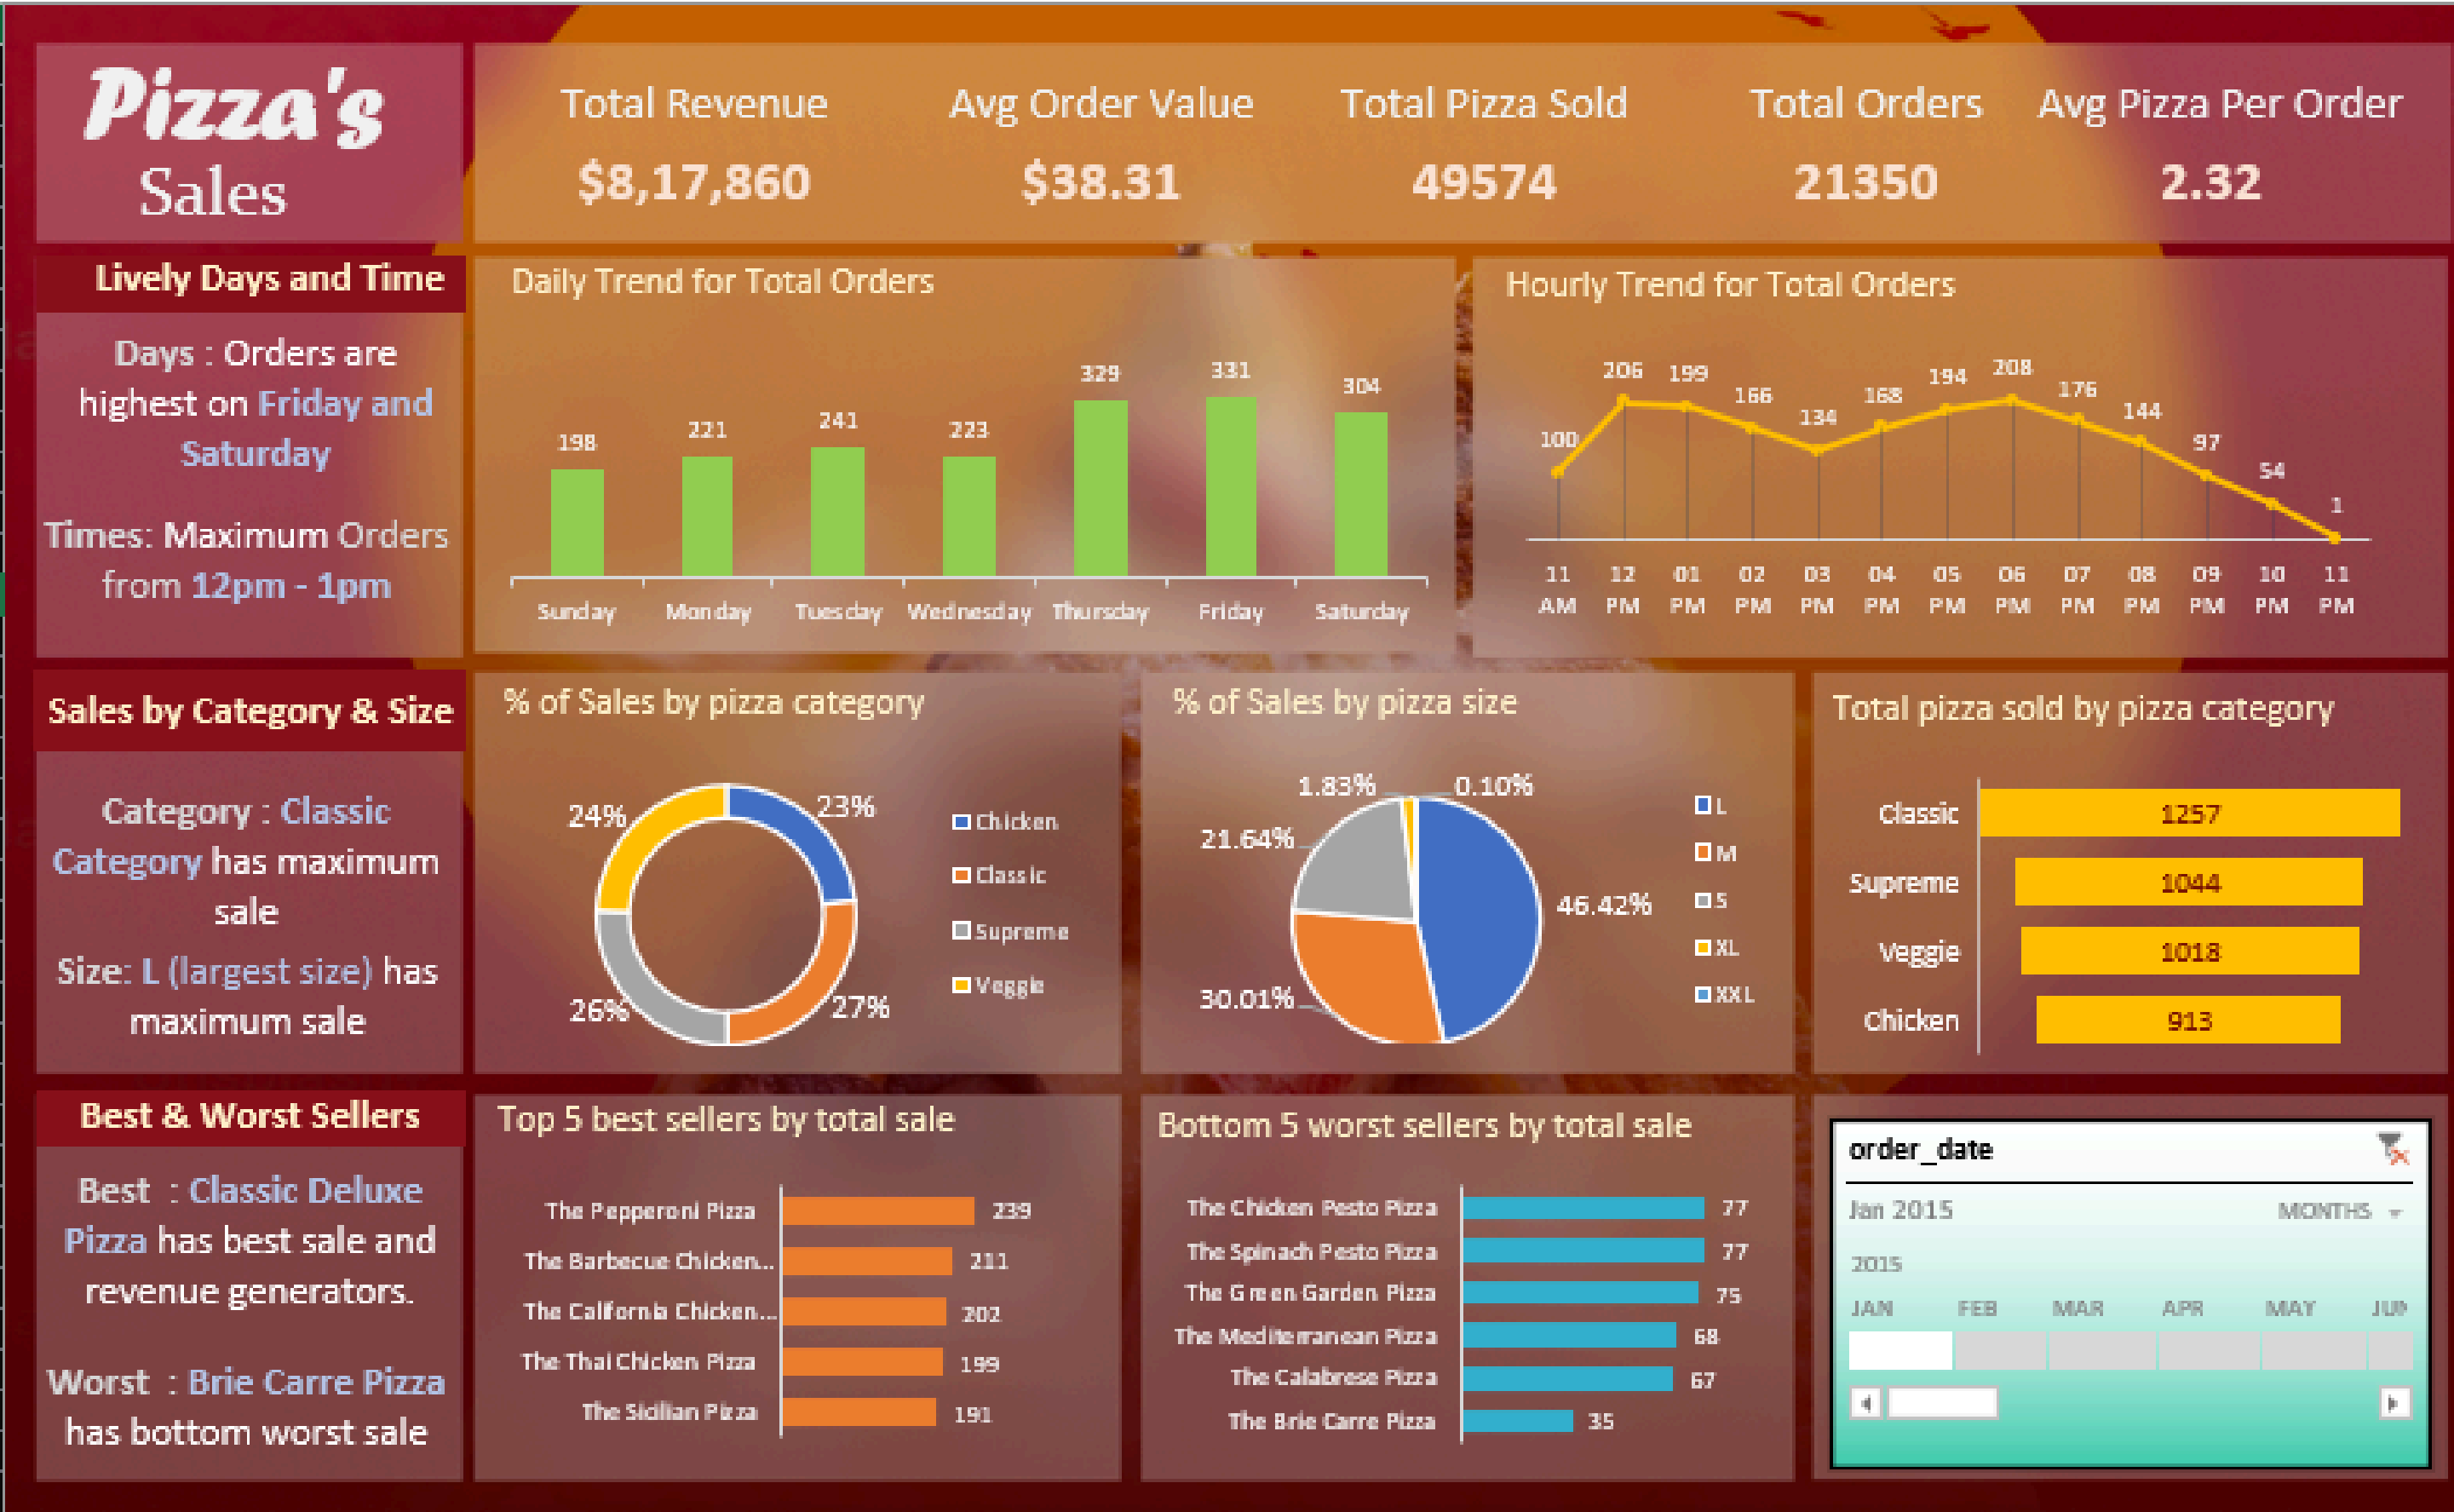 Pizza's
Sales
Total Revenue
$8,17,860
Avg Order Value
$38.31
Total Pizza Sold
49574
Total Orders
21350
Avg Pizza Per Order
2.32
Lively Days and Time
Days : Orders are
highest on Friday and
Saturday
Times: Maximum Orders
from 12pm - 1pm
Daily Trend for Total Orders
198
221
241
223
329
331
304
Sunday
Monday
Tuesday
Wednesday
Thursday
Friday
Saturday
Hourly Trend for Total Orders
100
206
199
166
134
168
194
208
176
144
97
54
1
11 AM
12 PM
01 PM
02 PM
03 PM
04 PM
05 PM
06 PM
07 PM
08 PM
09 PM
10 PM
11 PM
Sales by Category & Size
Category : Classic
Category has maximum
sale
Size: L (largest size) has
maximum sale
% of Sales by pizza category
24%
23%
26%
27%
Chicken
Classic
Supreme
Veggie
% of Sales by pizza size
1.83%
0.10%
21.64%
46.42%
30.01%
L
M
S
XL
XXL
Total pizza sold by pizza category
Classic 1257
Supreme 1044
Veggie 1018
Chicken 913
Best & Worst Sellers
Best : Classic Deluxe
Pizza has best sale and
revenue generators.
Worst : Brie Carre Pizza
has bottom worst sale
Top 5 best sellers by total sale
The Pepperoni Pizza 239
The Barbecue Chicken... 211
The California Chicken... 202
The Thai Chicken Pizza 199
The Sicilian Pizza 191
Bottom 5 worst sellers by total sale
The Chicken Pesto Pizza 77
The Spinach Pesto Pizza 77
The Green Garden Pizza 75
The Mediterranean Pizza 68
The Calabrese Pizza 67
The Brie Carre Pizza 35
order_date
Jan 2015
MONTHS
2015
JAN FEB MAR APR MAY JUN